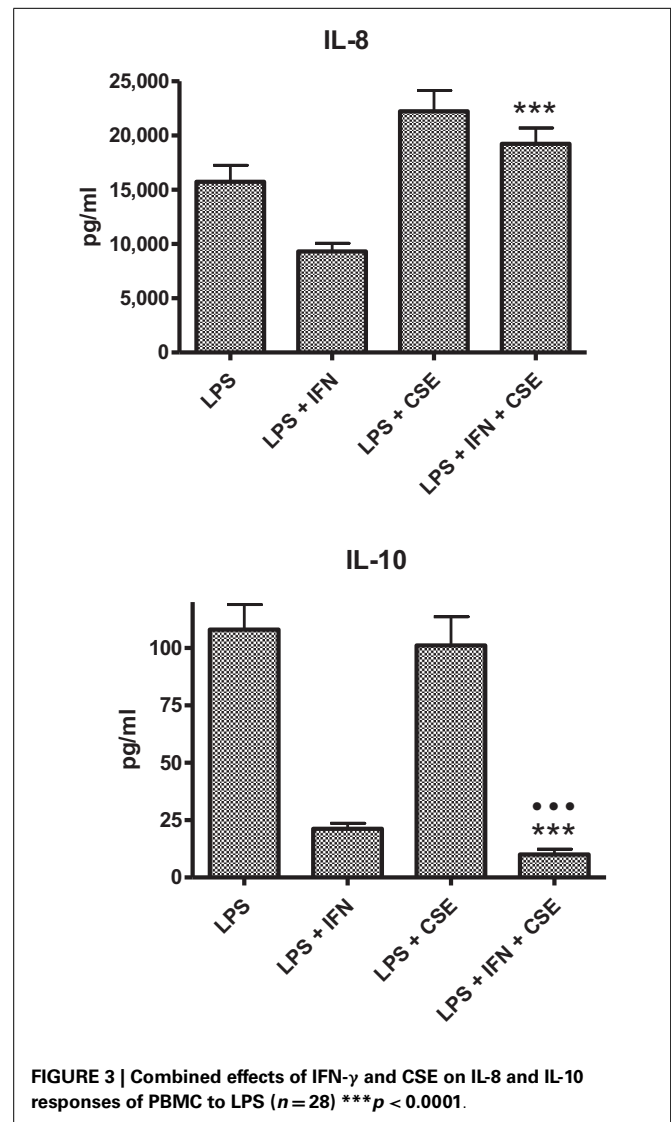 IL-8
25,000
20,000
15,000
10,000
5,000
0
pg/ml
***
LPS
LPS + IFN
LPS + CSE
LPS + IFN + CSE
IL-10
100
75
50
25
0
pg/ml
•••
***
LPS
LPS + IFN
LPS + CSE
LPS + IFN + CSE
FIGURE 3 | Combined effects of IFN-γ and CSE on IL-8 and IL-10
responses of PBMC to LPS (n = 28) ***p < 0.0001.